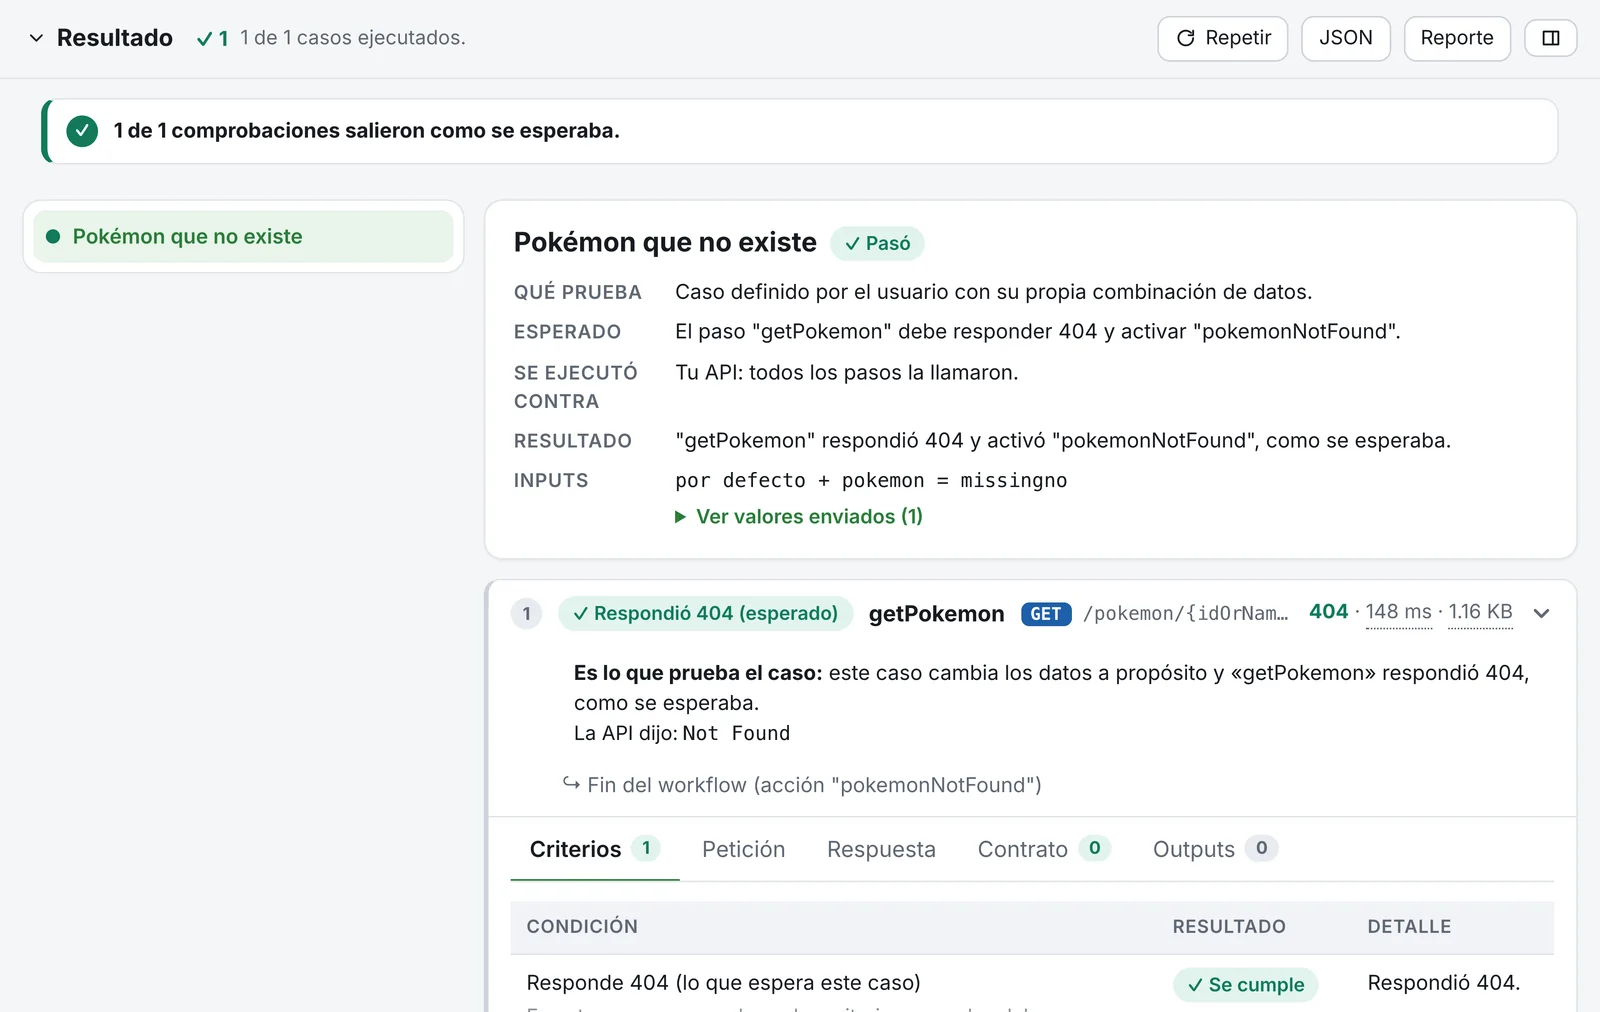 Resultado ✓ 1 1 de 1 casos ejecutados. Repetir JSON Reporte
1 de 1 comprobaciones salieron como se esperaba.
Pokémon que no existe
Pokémon que no existe ✓ Pasó
QUÉ PRUEBA Caso definido por el usuario con su propia combinación de datos.
ESPERADO El paso "getPokemon" debe responder 404 y activar "pokemonNotFound".
SE EJECUTÓ CONTRA Tu API: todos los pasos la llamaron.
RESULTADO "getPokemon" respondió 404 y activó "pokemonNotFound", como se esperaba.
INPUTS por defecto + pokemon = missingno
▶ Ver valores enviados (1)
1 ✓ Respondió 404 (esperado) getPokemon GET /pokemon/{idOrNam… 404 · 148 ms · 1.16 KB
Es lo que prueba el caso: este caso cambia los datos a propósito y «getPokemon» respondió 404,
como se esperaba.
La API dijo: Not Found
↪ Fin del workflow (acción "pokemonNotFound")
Criterios 1 Petición Respuesta Contrato 0 Outputs 0
CONDICIÓN RESULTADO DETALLE
Responde 404 (lo que espera este caso) ✓ Se cumple Respondió 404.